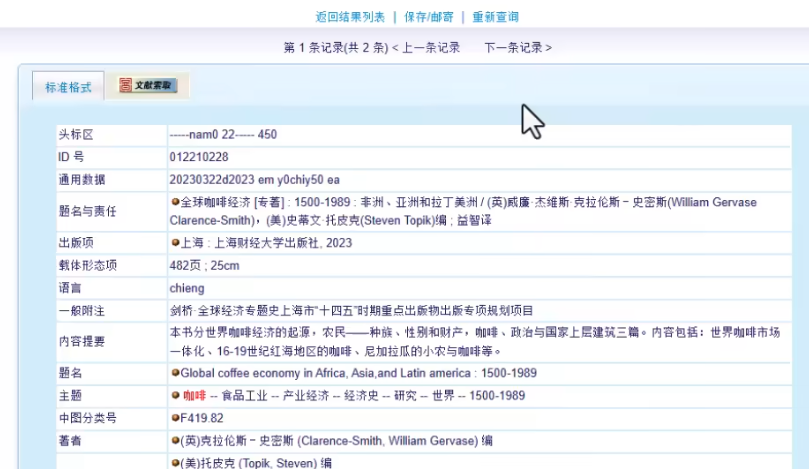 返回结果列表 | 保存/邮寄 | 重新查询
第 1 条记录(共 2 条) < 上一条记录 下一条记录 >
标准格式 文献索取
头标区 -----nam0 22----- 450
ID 号 012210228
通用数据 20230322d2023 em y0chiy50 ea
题名与责任 全球咖啡经济 [专著] : 1500-1989 : 非洲、亚洲和拉丁美洲 / (英)威廉·杰维斯·克拉伦斯－史密斯(William Gervase
Clarence-Smith)，(美)史蒂文·托皮克(Steven Topik)编 ; 益智译
出版项 上海 : 上海财经大学出版社, 2023
载体形态项 482页 ; 25cm
语言 chieng
一般附注 剑桥·全球经济专题史上海市“十四五”时期重点出版物出版专项规划项目
内容提要 本书分世界咖啡经济的起源，农民——种族、性别和财产，咖啡、政治与国家上层建筑三篇。内容包括：世界咖啡市场
一体化、16-19世纪红海地区的咖啡、尼加拉瓜的小农与咖啡等。
题名 Global coffee economy in Africa, Asia,and Latin america : 1500-1989
主题 咖啡 -- 食品工业 -- 产业经济 -- 经济史 -- 研究 -- 世界 -- 1500-1989
中图分类号 F419.82
著者 (英)克拉伦斯－史密斯 (Clarence-Smith, William Gervase) 编
(美)托皮克 (Topik, Steven) 编